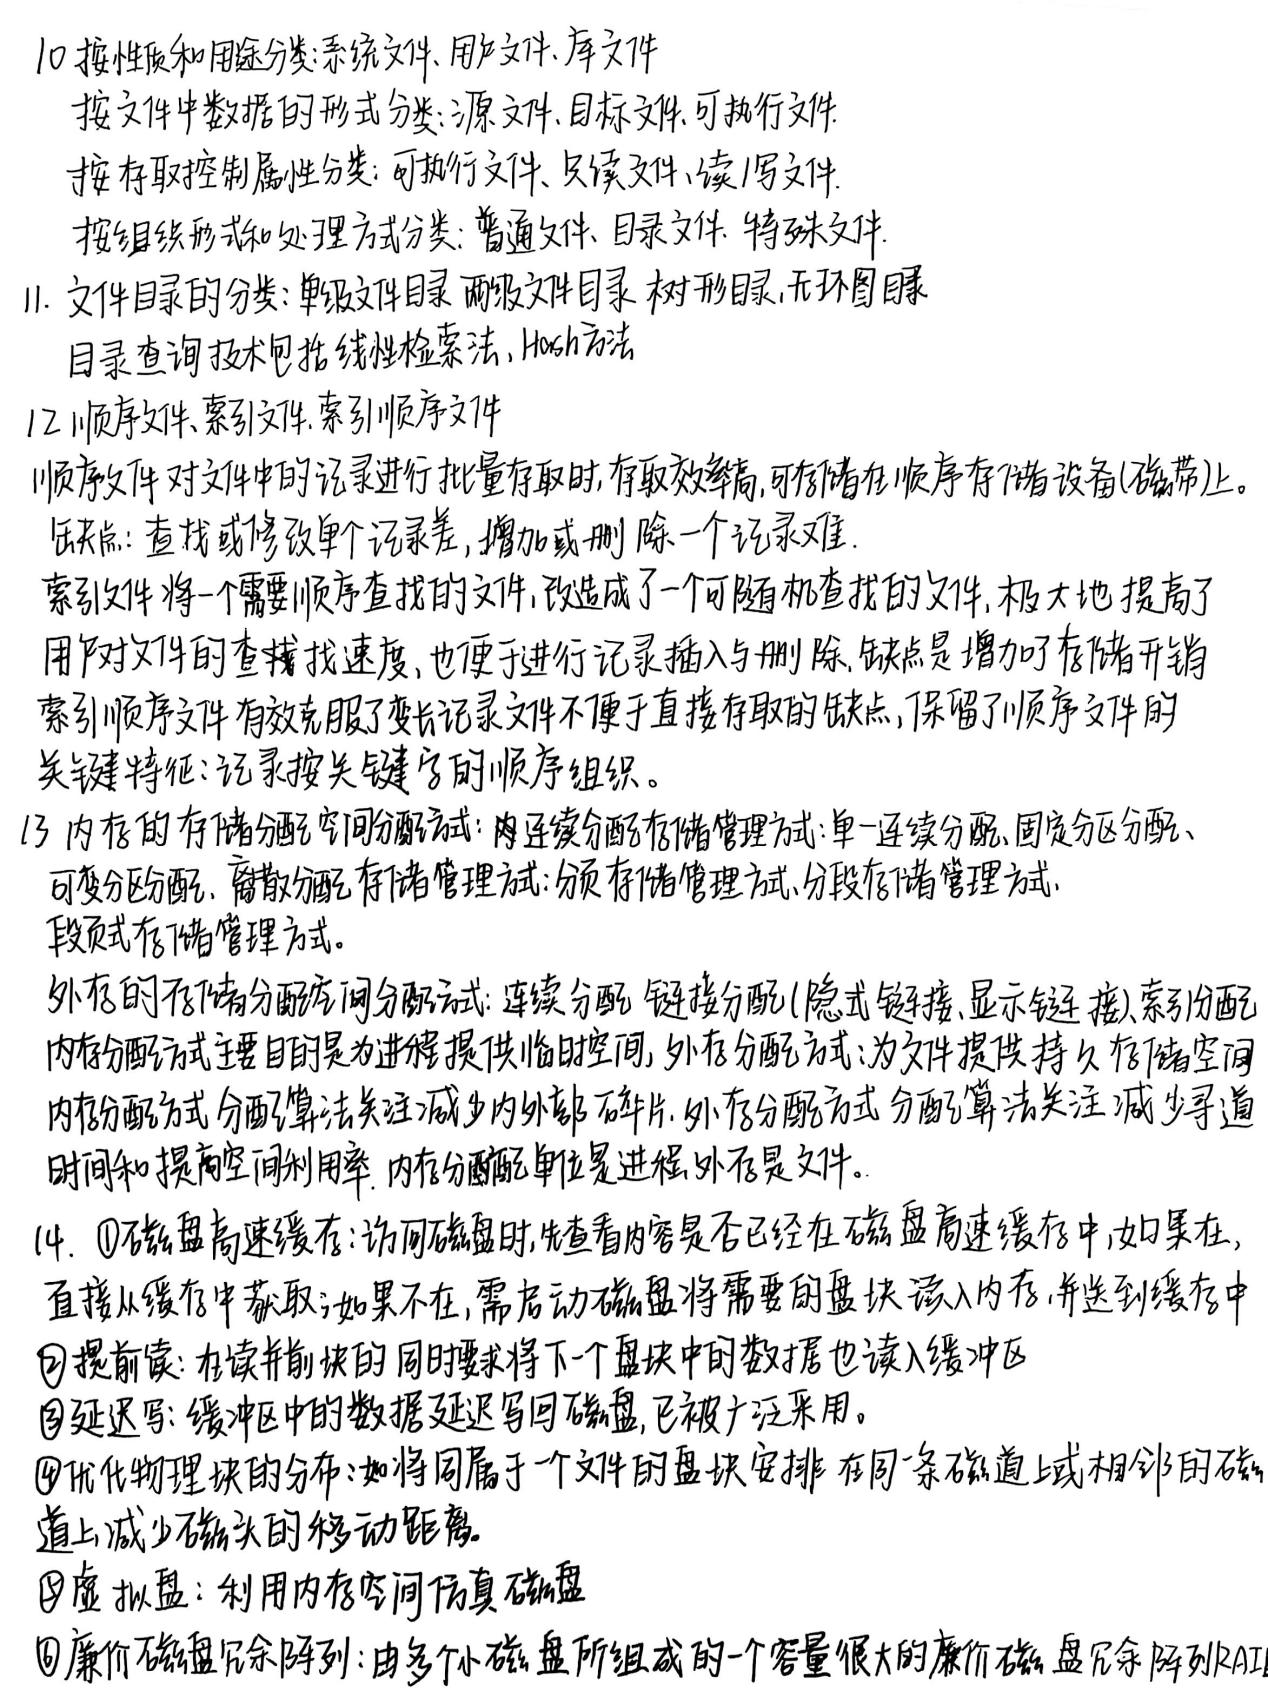 10 按性质和用途分类:系统文件、用户文件、库文件
按文件中数据的形式分类:源文件、目标文件、可执行文件.
按存取控制属性分类:可执行文件、只读文件、读/写文件.
按组织形式和处理方式分类:普通文件、目录文件、特殊文件.
11. 文件目录的分类:单级文件目录 两级文件目录 树形目录,无环图目录
目录查询技术包括线性检索法、Hash方法
12 顺序文件、索引文件、索引顺序文件
顺序文件对文件中的记录进行批量存取时,存取效率高,可存储在顺序存储设备(磁带)上。
缺点:查找或修改单个记录差,增加或删除一个记录难.
索引文件将一个需要顺序查找的文件,改造成了一个可随机查找的文件,极大地提高了
用户对文件的查找速度,也便于进行记录插入与删除,缺点是增加了存储开销
索引顺序文件有效克服了变长记录文件不便于直接存取的缺点,保留了顺序文件的
关键特征:记录按关键字的顺序组织。
13 内存的存储分配空间分配方式:连续分配存储管理方式:单一连续分配、固定分区分配、
可变分区分配、离散分配存储管理方式:分页存储管理方式、分段存储管理方式、
段页式存储管理方式。
外存的存储分配空间分配方式:连续分配 链接分配(隐式链接、显示链接)、索引分配
内存分配方式主要目的是为进程提供临时空间,外存分配方式:为文件提供持久存储空间
内存分配方式分配算法关注减少内外部碎片.外存分配方式分配算法关注减少寻道
时间和提高空间利用率.内存分配单位是进程,外存是文件。
14. ①磁盘高速缓存:访问磁盘时,先查看内容是否已经在磁盘高速缓存中,如果在,
直接从缓存中获取;如果不在,需启动磁盘将需要的盘块读入内存,并送到缓存中
②提前读:在读当前块的同时要求将下一个盘块中的数据也读入缓冲区
③延迟写:缓冲区中的数据延迟写回磁盘,已被广泛采用。
④优化物理块的分布:如将同属于一个文件的盘块安排在同一条磁道上或相邻的磁
道上,减少磁头的移动距离。
⑤虚拟盘:利用内存空间仿真磁盘
⑥廉价磁盘冗余阵列:由多个小磁盘所组成的一个容量很大的廉价磁盘冗余阵列RAI